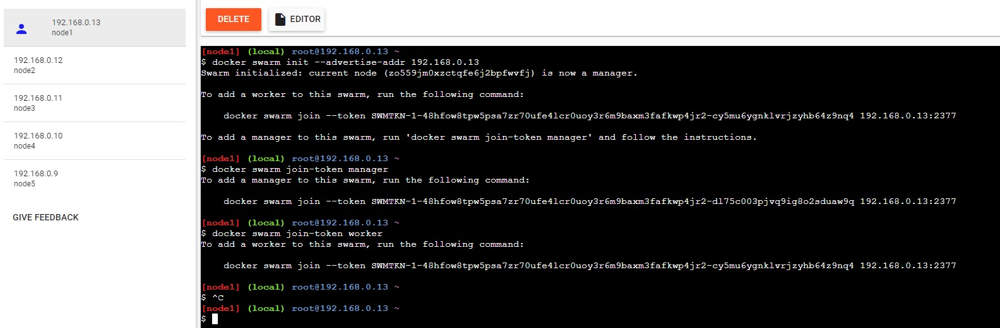 192.168.0.13
node1
192.168.0.12
node2
192.168.0.11
node3
192.168.0.10
node4
192.168.0.9
node5
GIVE FEEDBACK
DELETE
EDITOR
[node1] (local) root@192.168.0.13 ~
$ docker swarm init --advertise-addr 192.168.0.13
Swarm initialized: current node (zo559jm0xzctqfe6j2bpfwvfj) is now a manager.
To add a worker to this swarm, run the following command:
docker swarm join --token SWMTKN-1-48hfow8tpw5psa7zr70ufe4lcr0uoy3r6m9baxm3fafkwp4jr2-cy5mu6ygnklvrjzyhb64z9nq4 192.168.0.13:2377
To add a manager to this swarm, run 'docker swarm join-token manager' and follow the instructions.
[node1] (local) root@192.168.0.13 ~
$ docker swarm join-token manager
To add a manager to this swarm, run the following command:
docker swarm join --token SWMTKN-1-48hfow8tpw5psa7zr70ufe4lcr0uoy3r6m9baxm3fafkwp4jr2-dl75c003pjvq9ig8o2sduaw9q 192.168.0.13:2377
[node1] (local) root@192.168.0.13 ~
$ docker swarm join-token worker
To add a worker to this swarm, run the following command:
docker swarm join --token SWMTKN-1-48hfow8tpw5psa7zr70ufe4lcr0uoy3r6m9baxm3fafkwp4jr2-cy5mu6ygnklvrjzyhb64z9nq4 192.168.0.13:2377
[node1] (local) root@192.168.0.13 ~
$ ^C
[node1] (local) root@192.168.0.13 ~
$